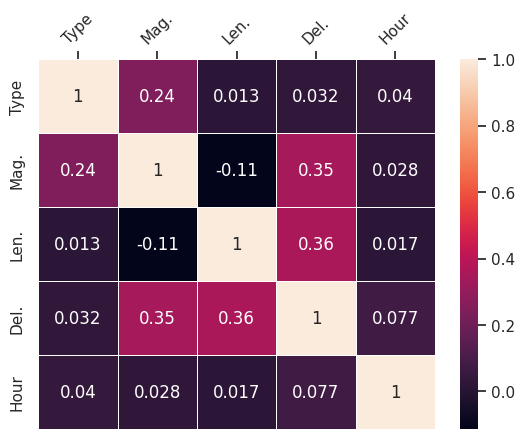 Type Mag. Len. Del. Hour
Type 1 0.24 0.013 0.032 0.04
Mag. 0.24 1 -0.11 0.35 0.028
Len. 0.013 -0.11 1 0.36 0.017
Del. 0.032 0.35 0.36 1 0.077
Hour 0.04 0.028 0.017 0.077 1
1.0
0.8
0.6
0.4
0.2
0.0